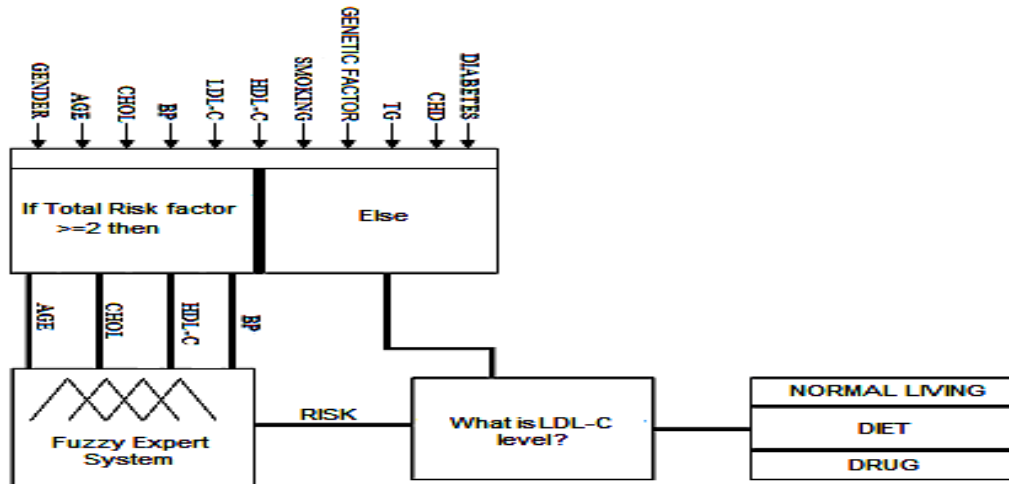 GENDER
AGE
CHOL
BP
LDL-C
HDL-C
SMOKING
GENETIC FACTOR
TG
CHD
DIABETES
If Total Risk factor
>=2 then
Else
AGE
CHOL
HDL-C
BP
Fuzzy Expert
System
RISK
What is LDL-C
level?
NORMAL LIVING
DIET
DRUG